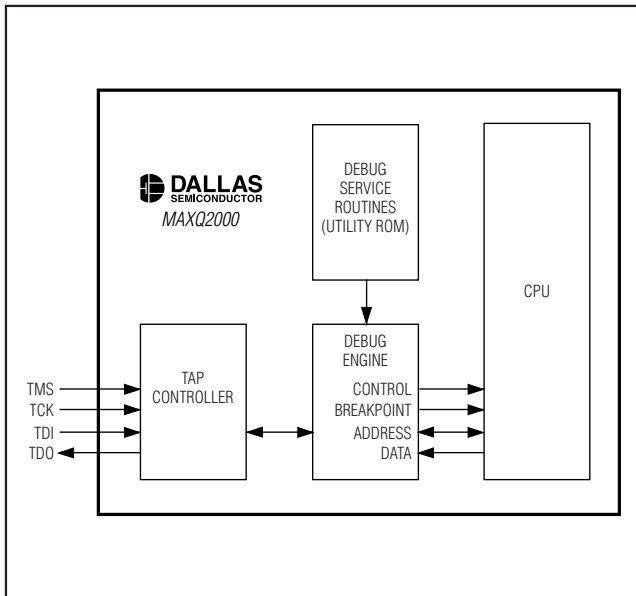 DALLAS
SEMICONDUCTOR
MAXQ2000
DEBUG
SERVICE
ROUTINES
(UTILITY ROM)
CPU
TAP
CONTROLLER
DEBUG
ENGINE
CONTROL
BREAKPOINT
ADDRESS
DATA
TMS
TCK
TDI
TDO